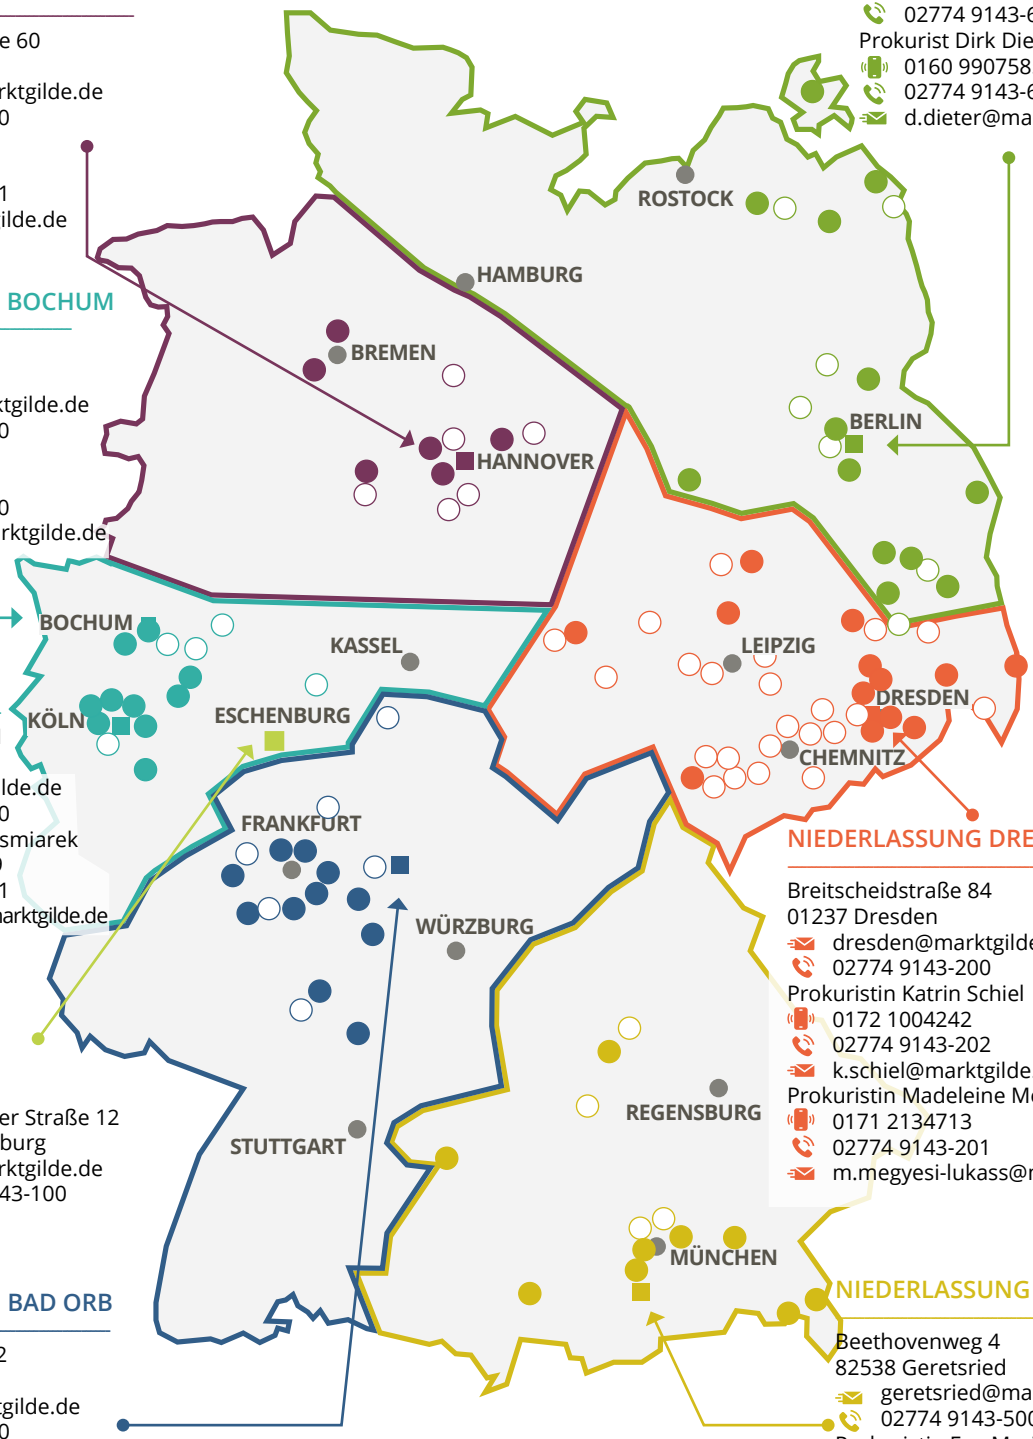 e 60
rktgilde.de
0
1
gilde.de
02774 9143-6
Prokurist Dirk Die
0160 990758
02774 9143-6
d.dieter@ma
ROSTOCK
HAMBURG
BOCHUM
BREMEN
ktgilde.de
0
BERLIN
HANNOVER
0
arktgilde.de
BOCHUM
KASSEL
LEIPZIG
DRESDEN
KÖLN
ESCHENBURG
CHEMNITZ
ilde.de
0
smiarek
9
1
narktgilde.de
FRANKFURT
WÜRZBURG
NIEDERLASSUNG DRE
Breitscheidstraße 84
01237 Dresden
dresden@marktgilde
02774 9143-200
Prokuristin Katrin Schiel
0172 1004242
02774 9143-202
k.schiel@marktgilde.
Prokuristin Madeleine Me
0171 2134713
02774 9143-201
m.megyesi-lukass@m
er Straße 12
burg
rktgilde.de
43-100
STUTTGART
REGENSBURG
MÜNCHEN
BAD ORB
2
tgilde.de
0
NIEDERLASSUNG
Beethovenweg 4
82538 Geretsried
geretsried@ma
02774 9143-500